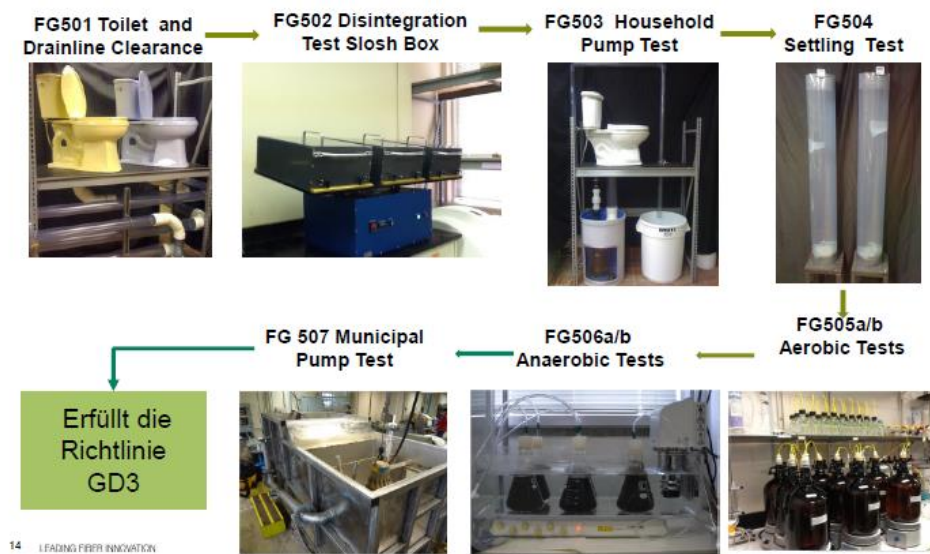 FG501 Toilet and
Drainline Clearance
FG502 Disintegration
Test Slosh Box
FG503 Household
Pump Test
FG504
Settling Test
FG505a/b
Aerobic Tests
FG506a/b
Anaerobic Tests
FG 507 Municipal
Pump Test
Erfüllt die
Richtlinie
GD3
14 LEADING FIBER INNOVATION